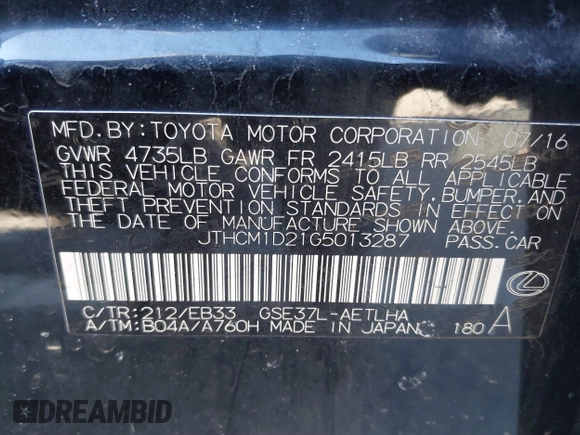 MFD.BY:TOYOTA MOTOR CORPORATION 07/16
GVWR 4735LB GAWR FR 2415LB RR 2545LB
THIS VEHICLE CONFORMS TO ALL APPLICABLE
FEDERAL MOTOR VEHICLE SAFETY, BUMPER, AND
THEFT PREVENTION STANDARDS IN EFFECT ON
THE DATE OF MANUFACTURE SHOWN ABOVE.
JTHCM1D21G5013287 PASS.CAR
C/TR:212/EB33 GSE37L-AETLHA
A/TM:B04A/A760H MADE IN JAPAN 180 A
DREAMBID